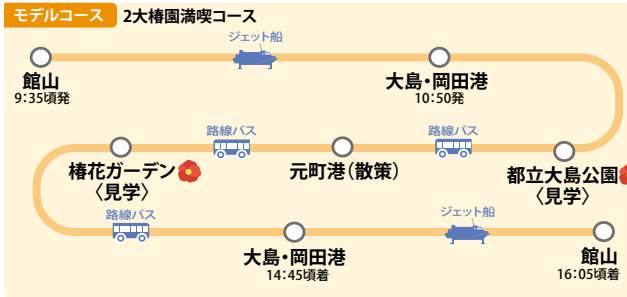 モデルコース 2大椿園満喫コース
ジェット船
館山
9:35頃発
大島・岡田港
10:50発
路線バス
路線バス
都立大島公園
〈見学〉
元町港(散策)
椿花ガーデン
〈見学〉
路線バス
ジェット船
大島・岡田港
14:45頃着
館山
16:05頃着